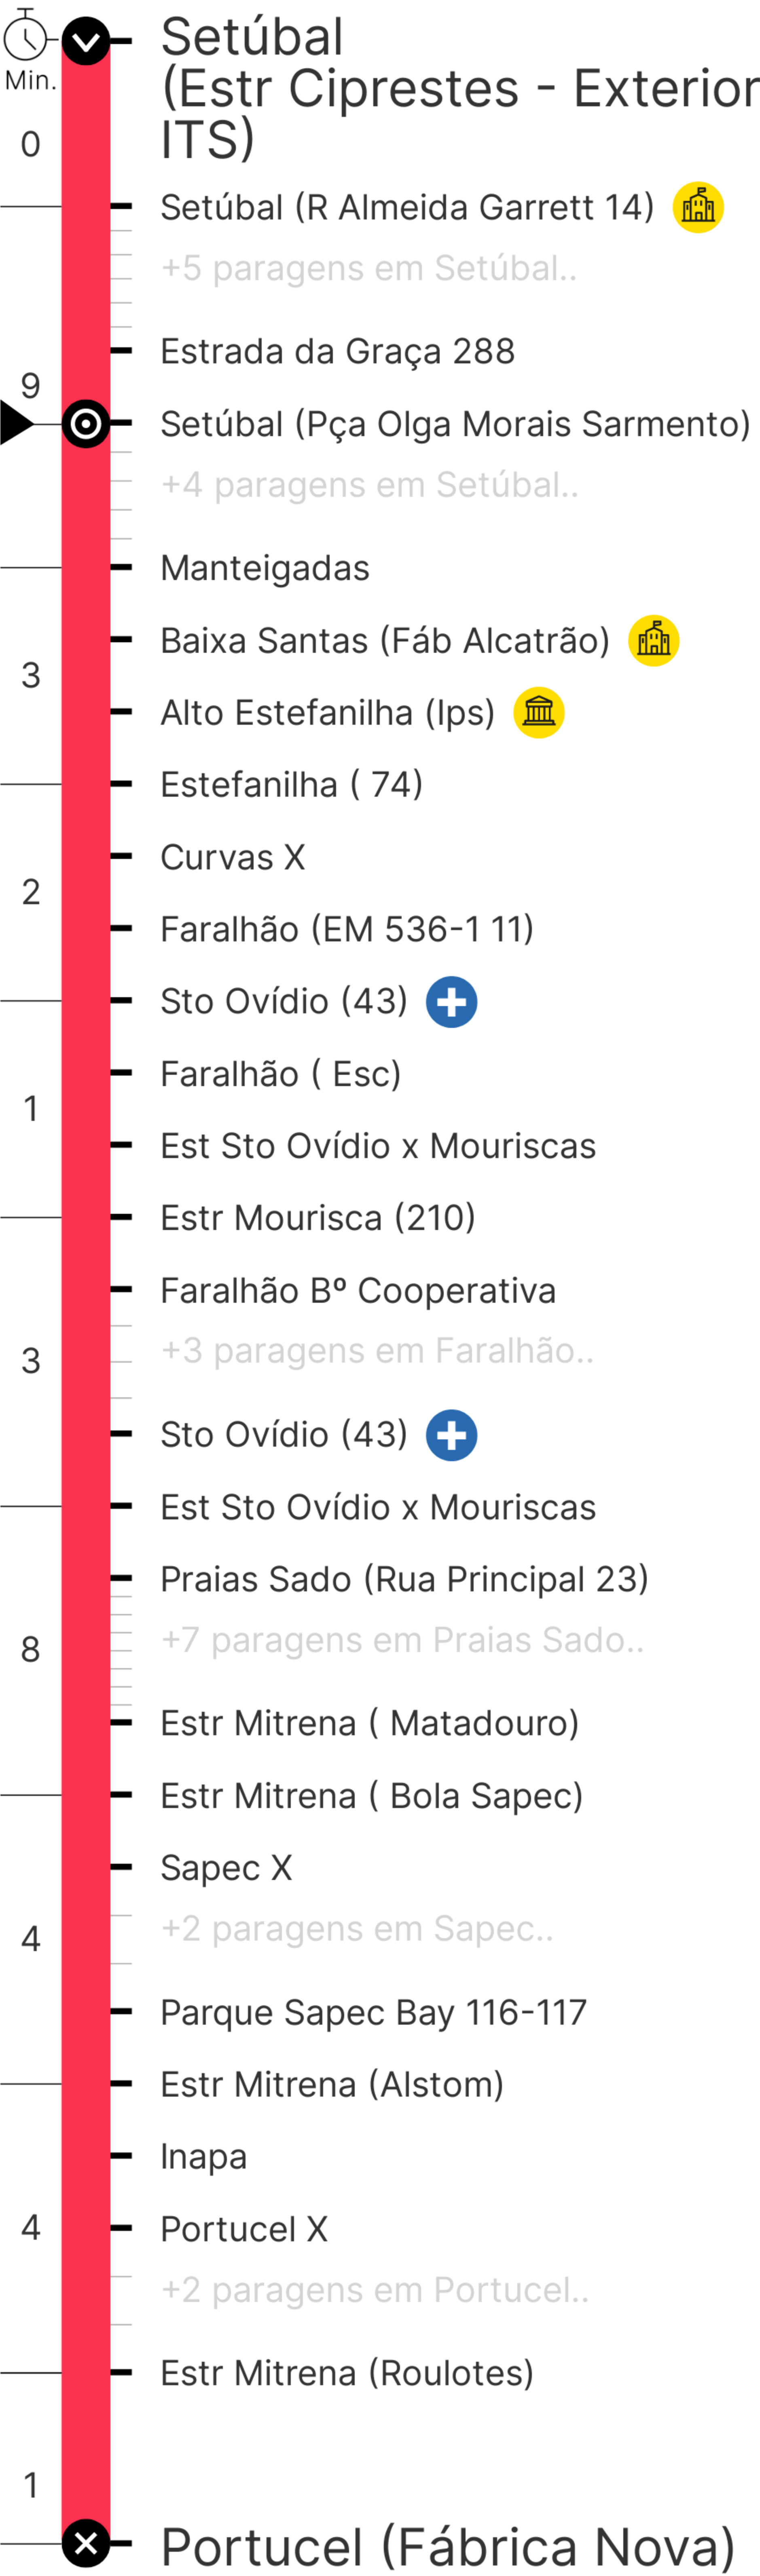 Setúbal
(Estr Ciprestes - Exterior
ITS)
Min.
0
Setúbal (R Almeida Garrett 14)
+5 paragens em Setúbal..
Estrada da Graça 288
9
Setúbal (Pça Olga Morais Sarmento)
+4 paragens em Setúbal..
Manteigadas
Baixa Santas (Fáb Alcatrão)
3
Alto Estefanilha (Ips)
Estefanilha ( 74)
Curvas X
2
Faralhão (EM 536-1 11)
Sto Ovídio (43)
Faralhão ( Esc)
1
Est Sto Ovídio x Mouriscas
Estr Mourisca (210)
Faralhão Bº Cooperativa
+3 paragens em Faralhão..
3
Sto Ovídio (43)
Est Sto Ovídio x Mouriscas
Praias Sado (Rua Principal 23)
+7 paragens em Praias Sado..
8
Estr Mitrena ( Matadouro)
Estr Mitrena ( Bola Sapec)
Sapec X
+2 paragens em Sapec..
4
Parque Sapec Bay 116-117
Estr Mitrena (Alstom)
Inapa
4
Portucel X
+2 paragens em Portucel..
Estr Mitrena (Roulotes)
1
Portucel (Fábrica Nova)